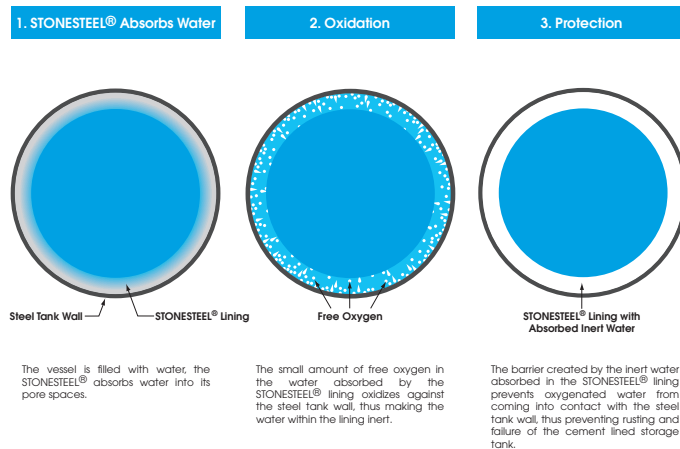 1. STONESTEEL® Absorbs Water
2. Oxidation
3. Protection
Steel Tank Wall
STONESTEEL® Lining
Free Oxygen
STONESTEEL® Lining with
Absorbed Inert Water
The vessel is filled with water, the
STONESTEEL® absorbs water into its
pore spaces.
The small amount of free oxygen in
the water absorbed by the
STONESTEEL® lining oxidizes against
the steel tank wall, thus making the
water within the lining inert.
The barrier created by the inert water
absorbed in the STONESTEEL® lining
prevents oxygenated water from
coming into contact with the steel
tank wall, thus preventing rusting and
failure of the cement lined storage
tank.